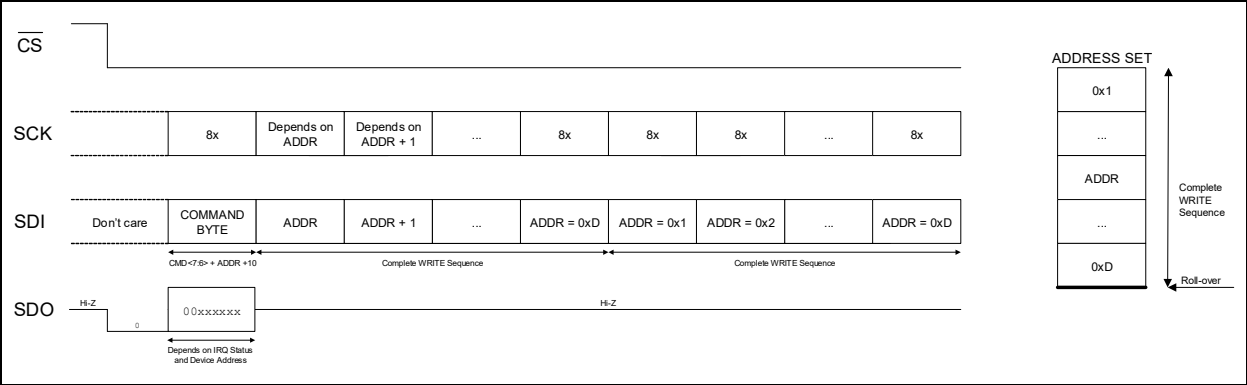 CS
ADDRESS SET
0x1
...
ADDR
...
0xD
Complete
WRITE
Sequence
Roll-over
SCK
8x
Depends on
ADDR
Depends on
ADDR + 1
...
8x
8x
8x
...
8x
SDI
Don't care
COMMAND
BYTE
ADDR
ADDR + 1
...
ADDR = 0xD
ADDR = 0x1
ADDR = 0x2
...
ADDR = 0xD
CMD<7:6> + ADDR +10
Complete WRITE Sequence
Complete WRITE Sequence
SDO
Hi-Z
0
00xxxxxx
Hi-Z
Depends on IRQ Status
and Device Address